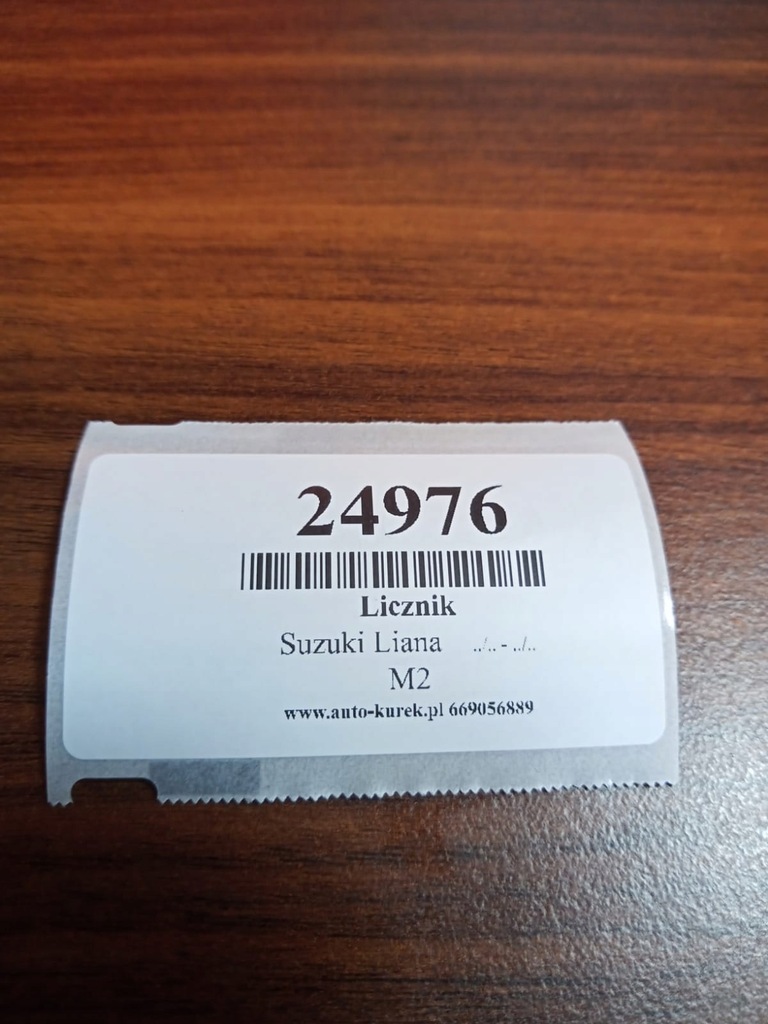 24976
Licznik
Suzuki Liana ../.. - ../..
M2
www.auto-kurek.pl 669056889